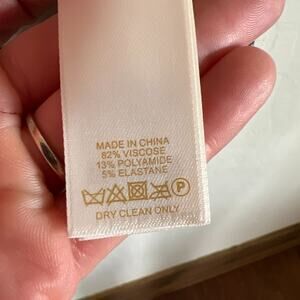 MADE IN CHINA
82% VISCOSE
13% POLYAMIDE
5% ELASTANE
P
DRY CLEAN ONLY